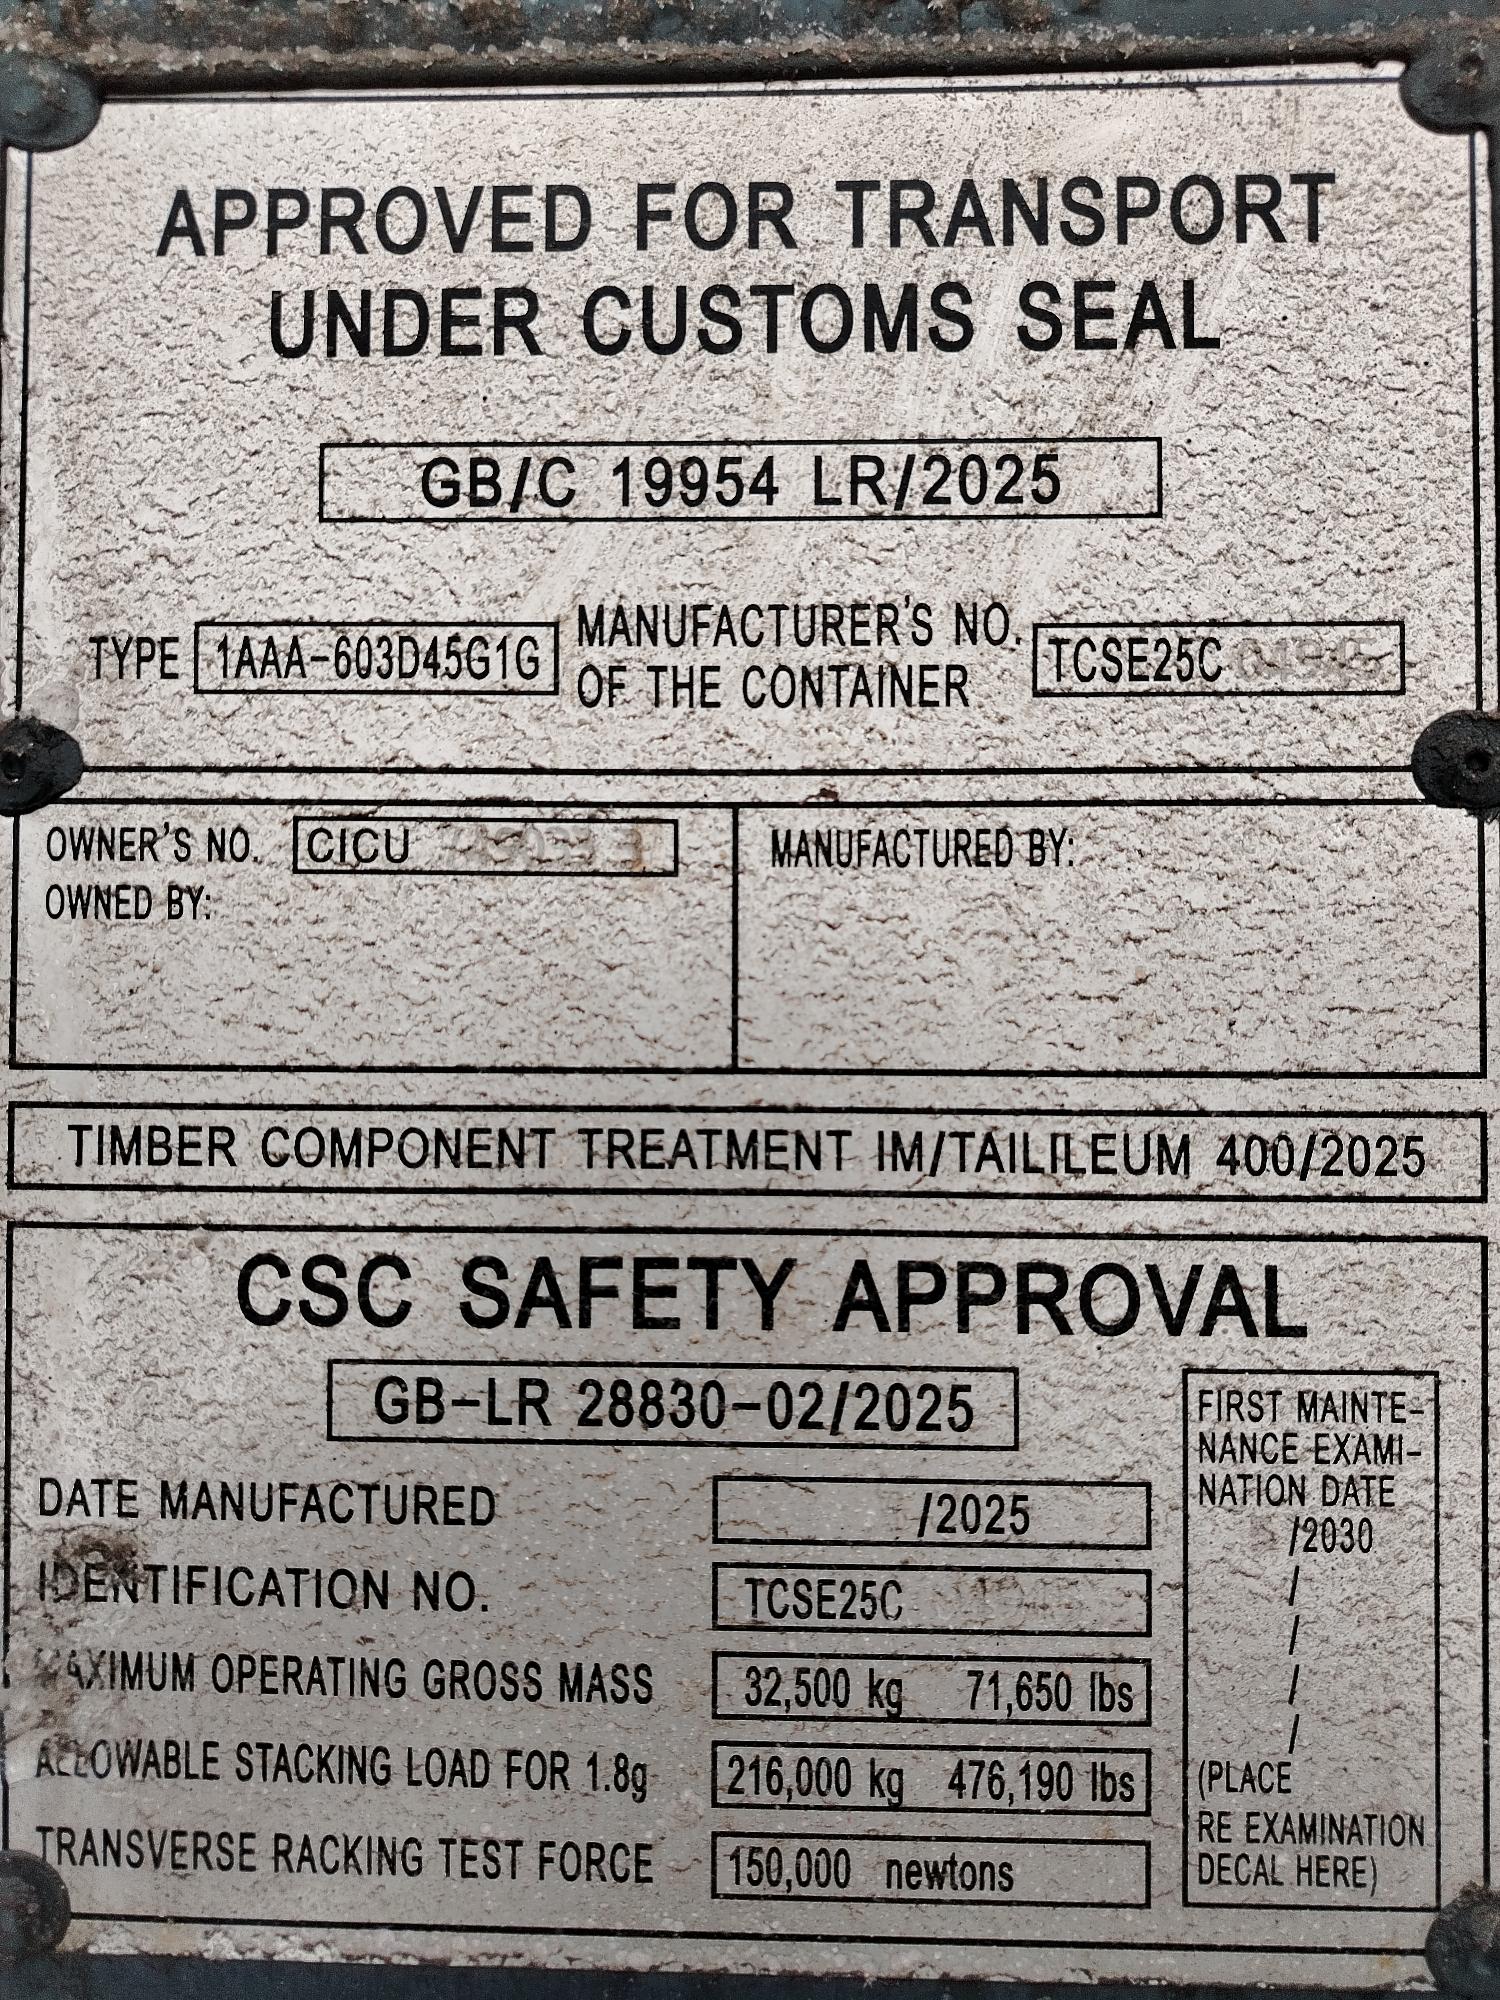 APPROVED FOR TRANSPORT
UNDER CUSTOMS SEAL
GB/C 19954 LR/2025
TYPE 1AAA-603D45G1G
MANUFACTURER'S NO.
OF THE CONTAINER
TCSE25C
OWNER'S NO. CICU
OWNED BY:
MANUFACTURED BY:
TIMBER COMPONENT TREATMENT IM/TAILILEUM 400/2025
CSC SAFETY APPROVAL
GB-LR 28830-02/2025
DATE MANUFACTURED /2025
IDENTIFICATION NO. TCSE25C
MAXIMUM OPERATING GROSS MASS 32,500 kg 71,650 lbs
ALLOWABLE STACKING LOAD FOR 1.8g 216,000 kg 476,190 lbs
TRANSVERSE RACKING TEST FORCE 150,000 newtons
FIRST MAINTE-
NANCE EXAMI-
NATION DATE
/2030
/
/
/
/
(PLACE
RE EXAMINATION
DECAL HERE)